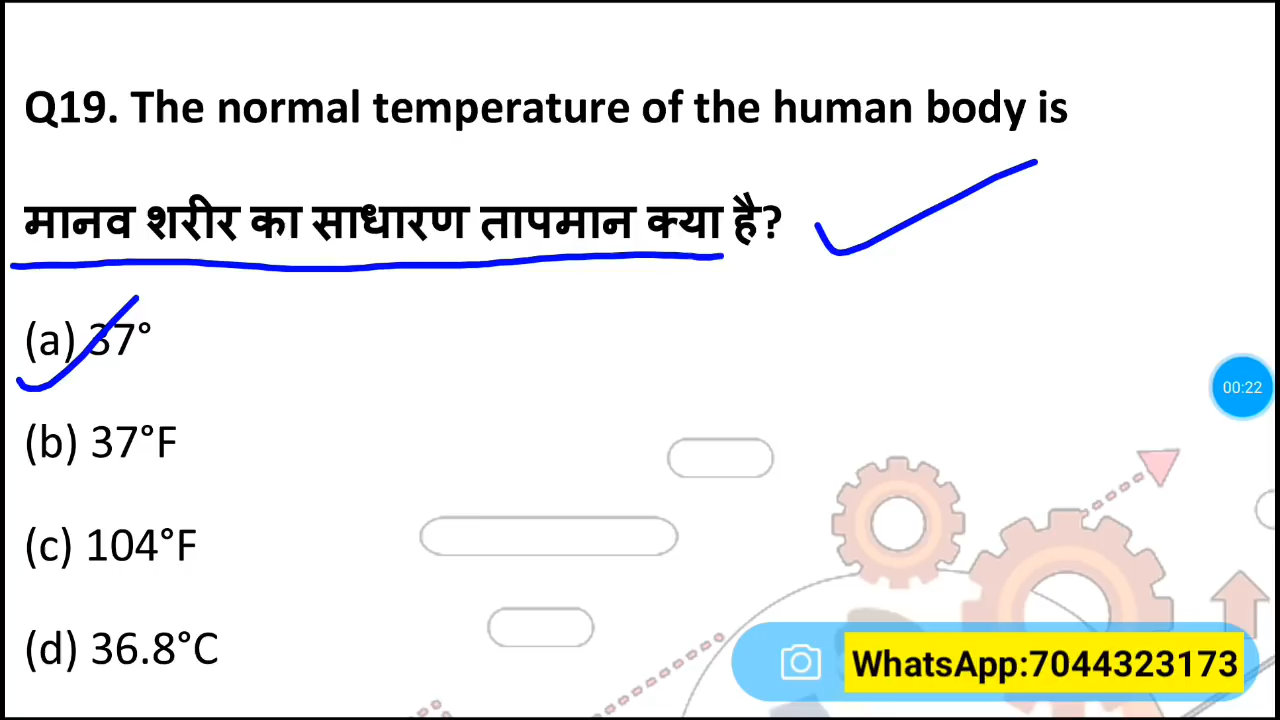 Q19. The normal temperature of the human body is
मानव शरीर का साधारण तापमान क्या है?
(a) 37°
(b) 37°F
(c) 104°F
(d) 36.8°C
00:22
WhatsApp:7044323173